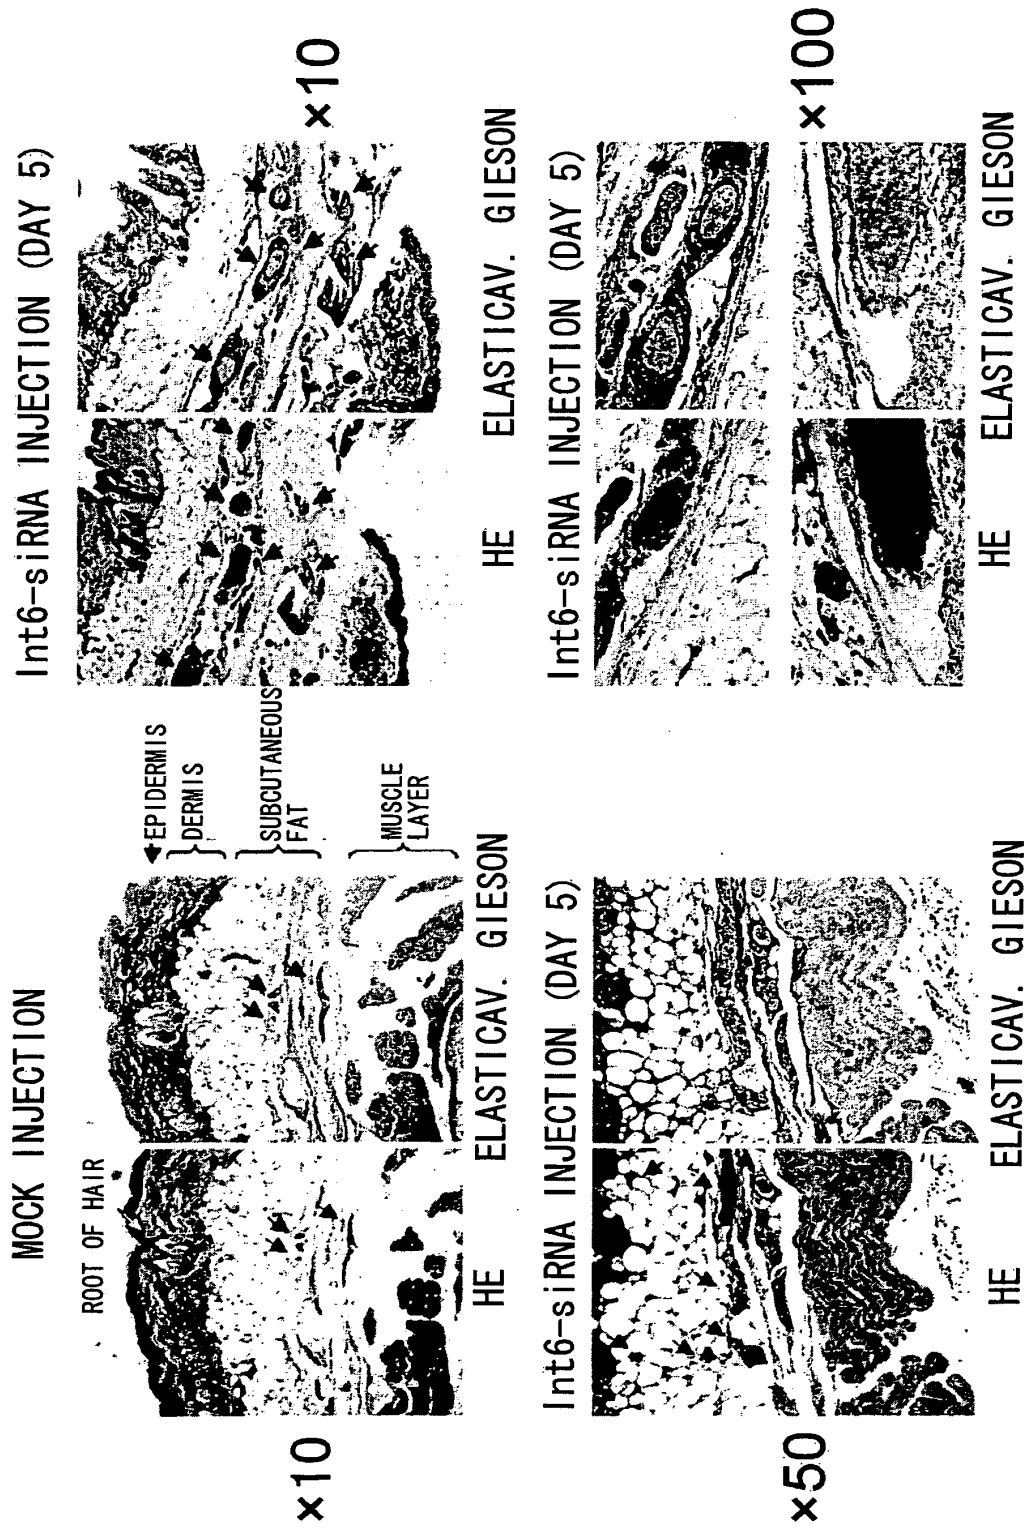 MOCK INJECTION
ROOT OF HAIR
EPIDERMIS
DERMIS
SUBCUTANEOUS
FAT
MUSCLE
LAYER
×10
HE ELASTICAV. GIESON
Int6-siRNA INJECTION (DAY 5)
×10
HE ELASTICAV. GIESON
Int6-siRNA INJECTION (DAY 5)
×50
HE ELASTICAV. GIESON
Int6-siRNA INJECTION (DAY 5)
×100
HE ELASTICAV. GIESON